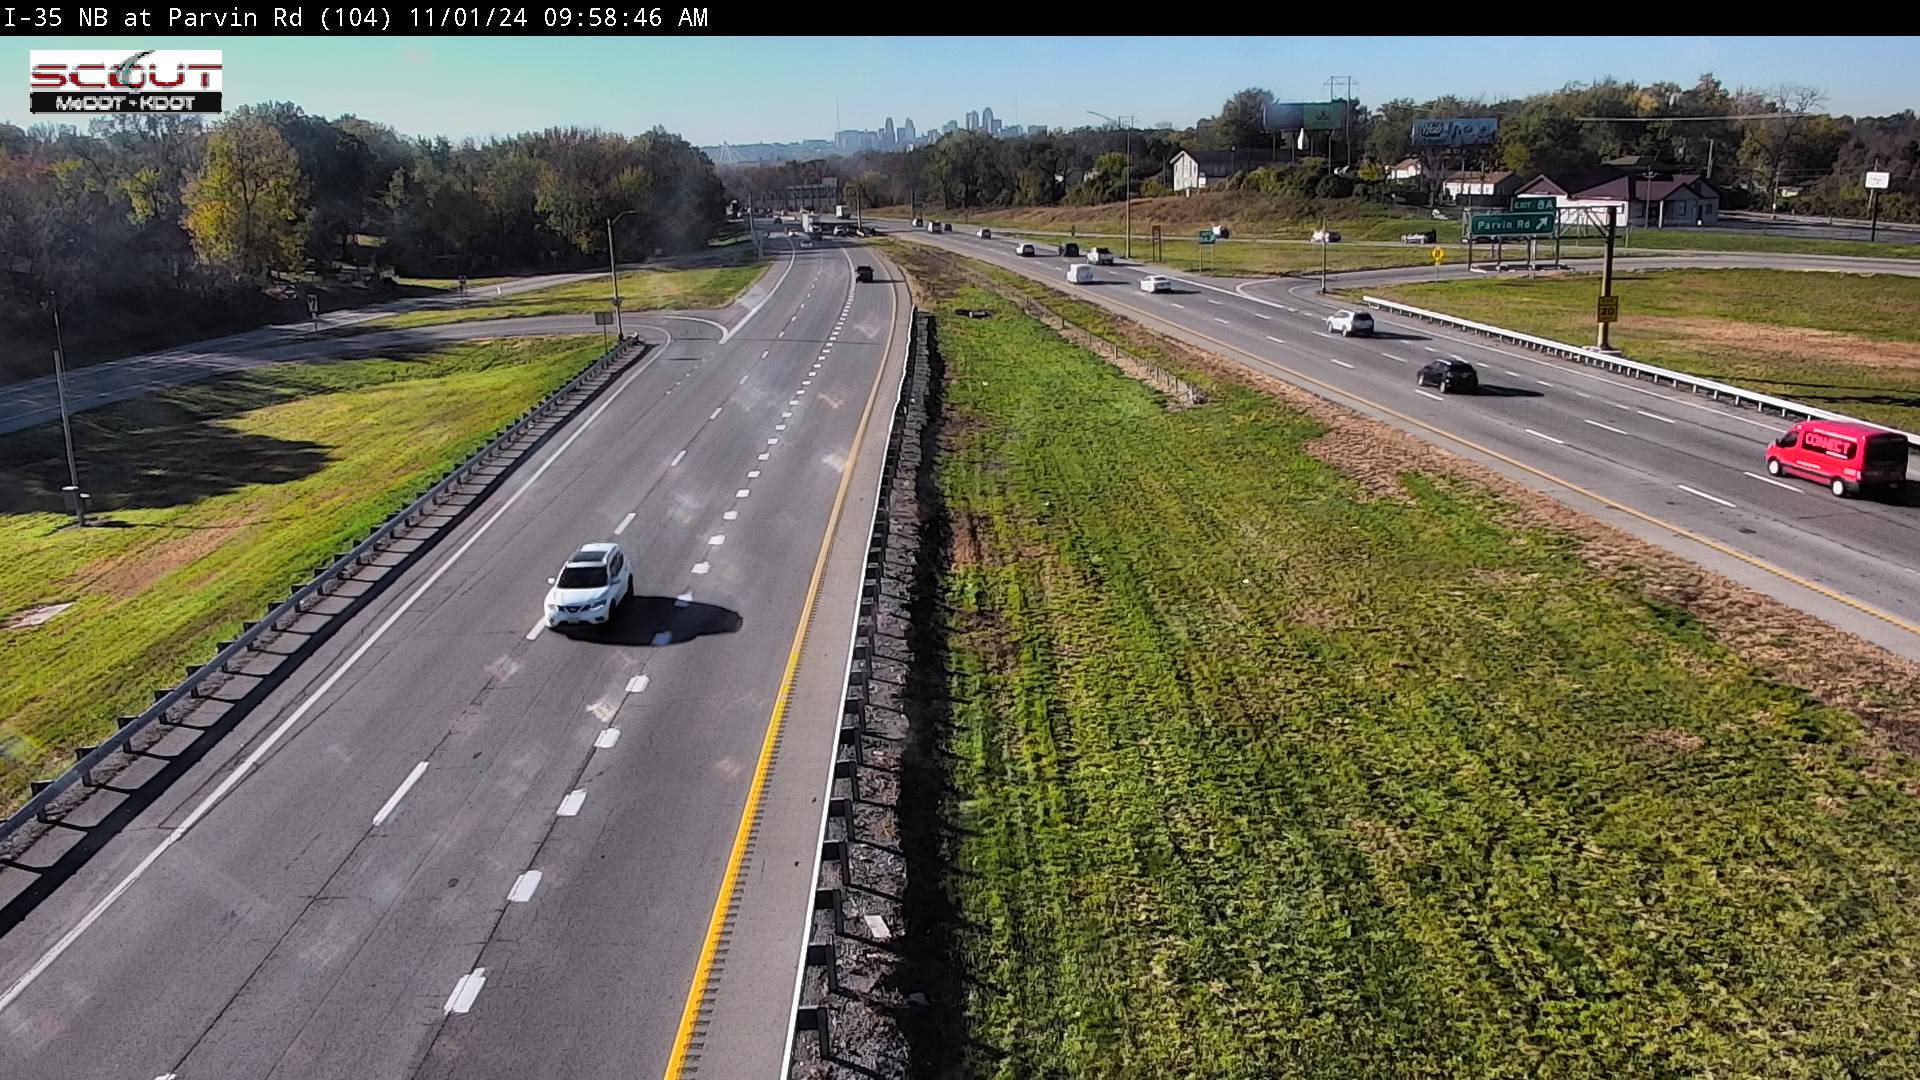 I-35 NB at Parvin Rd (104) 11/01/24 09:58:46 AM
SCOUT
MoDOT - KDOT
EXIT 8A
Parvin Rd
20
CONNECT